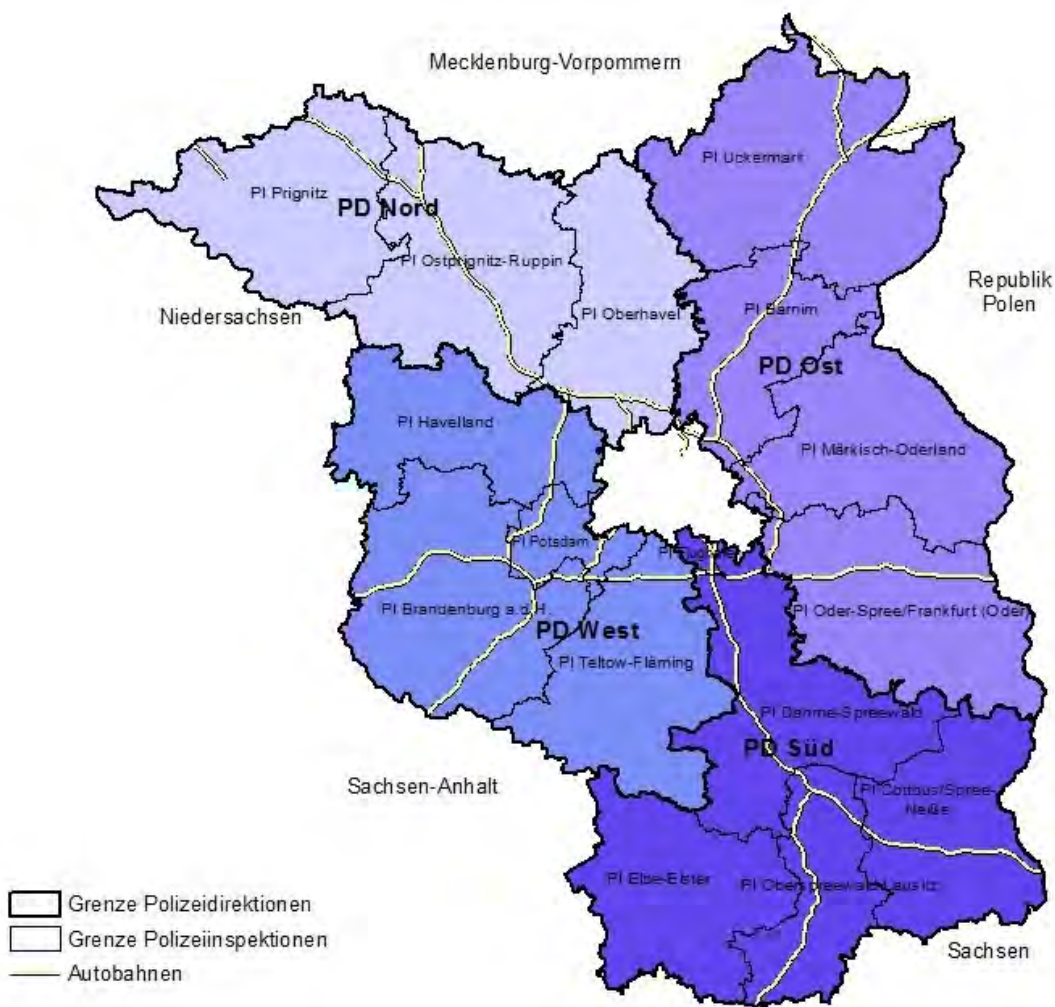 Mecklenburg-Vorpommern
PI Uckermark
PI Prignitz
PD Nord
PI Ostprignitz-Ruppin
Republik
Polen
Niedersachsen
PI Oberhavel
PI Barnim
PD Ost
PI Havelland
PI Märkisch-Oderland
PI Potsdam
PI
PI Brandenburg a.d.H.
PI Oder-Spree/Frankfurt (Oder)
PD West
PI Teltow-Fläming
PI Dahme-Spreewald
PD Süd
Sachsen-Anhalt
PI Cottbus/Spree-
Neiße
PI Elbe-Elster
PI Oberspreewald-Lausitz
Grenze Polizeidirektionen
Grenze Polizeiinspektionen
Sachsen
Autobahnen